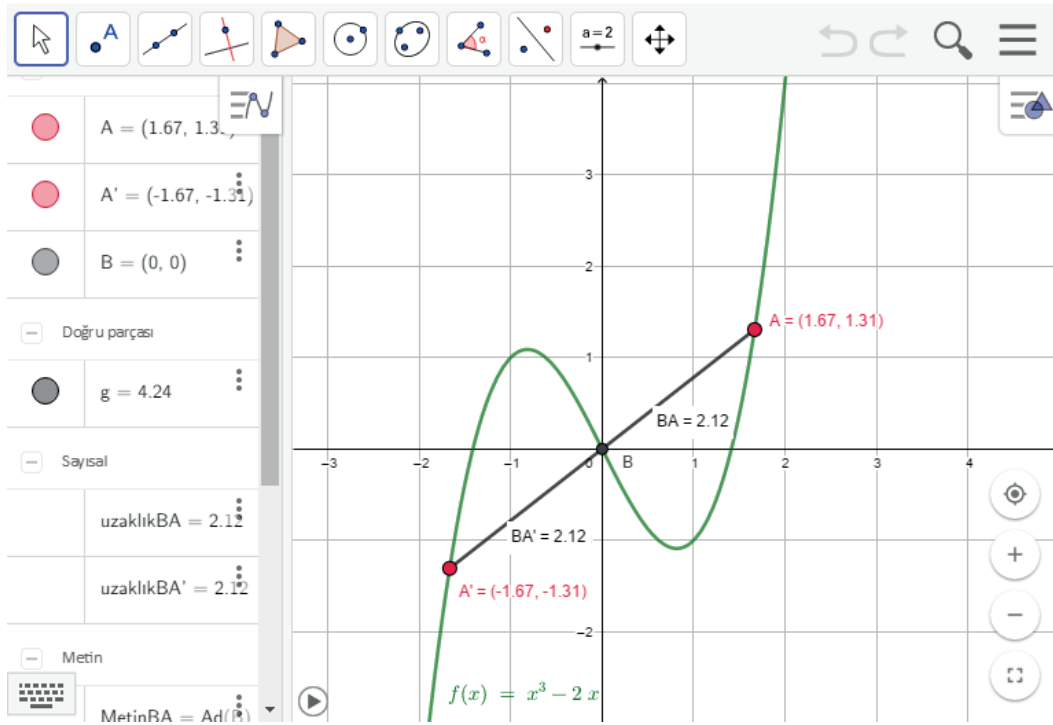 A
α
a = 2
A = (1.67, 1.3
A' = (-1.67, -1.31)
B = (0, 0)
Doğru parçası
g = 4.24
Sayısal
uzaklıkBA = 2.12
uzaklıkBA' = 2.12
Metin
MetinBA = Ad(B)
3
2
1
–3
–2
–1
0
1
2
3
4
–2
A = (1.67, 1.31)
BA = 2.12
B
BA' = 2.12
A' = (-1.67, -1.31)
f(x) = x³ − 2 x